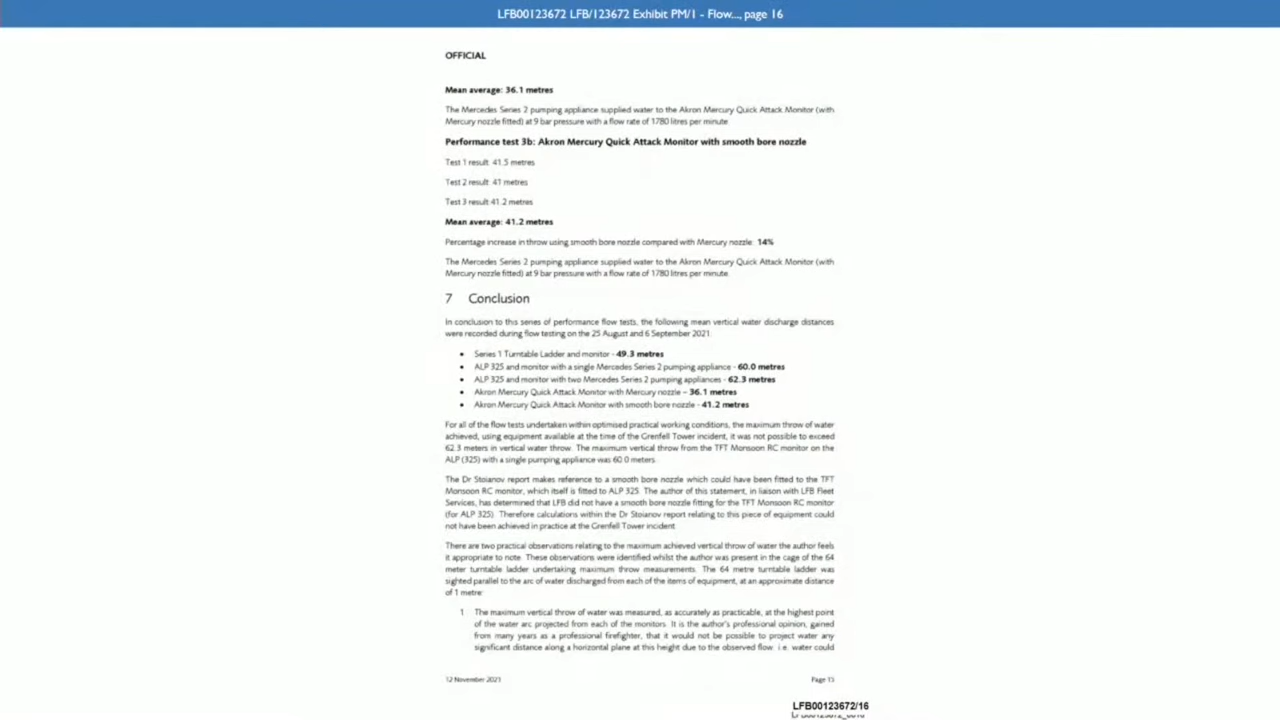 LFB00123672 LFB/123672 Exhibit PM/1 - Flow..., page 16
OFFICIAL
Mean average: 36.1 metres
The Mercedes Series 2 pumping appliance supplied water to the Akron Mercury Quick Attack Monitor (with
Mercury nozzle fitted) at 9 bar pressure with a flow rate of 1780 litres per minute
Performance test 3b: Akron Mercury Quick Attack Monitor with smooth bore nozzle
Test 1 result 41.5 metres
Test 2 result 41 metres
Test 3 result 41.2 metres
Mean average: 41.2 metres
Percentage increase in throw using smooth bore nozzle compared with Mercury nozzle: 14%
The Mercedes Series 2 pumping appliance supplied water to the Akron Mercury Quick Attack Monitor (with
Mercury nozzle fitted) at 9 bar pressure with a flow rate of 1780 litres per minute.
7 Conclusion
In conclusion to this series of performance flow tests, the following mean vertical water discharge distances
were recorded during flow testing on the 25 August and 6 September 2021:
• Series 1 Turntable Ladder and monitor - 49.3 metres
• ALP 325 and monitor with a single Mercedes Series 2 pumping appliance - 60.0 metres
• ALP 325 and monitor with two Mercedes Series 2 pumping appliances - 62.3 metres
• Akron Mercury Quick Attack Monitor with Mercury nozzle – 36.1 metres
• Akron Mercury Quick Attack Monitor with smooth bore nozzle - 41.2 metres
For all of the flow tests undertaken within optimised practical working conditions, the maximum throw of water
achieved, using equipment available at the time of the Grenfell Tower incident, it was not possible to exceed
62.3 meters in vertical water throw. The maximum vertical throw from the TFT Monsoon RC monitor on the
ALP (325) with a single pumping appliance was 60.0 meters.
The Dr Stoianov report makes reference to a smooth bore nozzle which could have been fitted to the TFT
Monsoon RC monitor, which itself is fitted to ALP 325. The author of this statement, in liaison with LFB Fleet
Services, has determined that LFB did not have a smooth bore nozzle fitting for the TFT Monsoon RC monitor
(for ALP 325). Therefore calculations within the Dr Stoianov report relating to this piece of equipment could
not have been achieved in practice at the Grenfell Tower incident
There are two practical observations relating to the maximum achieved vertical throw of water the author feels
it appropriate to note. These observations were identified whilst the author was present in the cage of the 64
meter turntable ladder undertaking maximum throw measurements. The 64 metre turntable ladder was
sighted parallel to the arc of water discharged from each of the items of equipment, at an approximate distance
of 1 metre:
1 The maximum vertical throw of water was measured, as accurately as practicable, at the highest point
of the water arc projected from each of the monitors. It is the author's professional opinion, gained
from many years as a professional firefighter, that it would not be possible to project water any
significant distance along a horizontal plane at this height due to the observed flow. i.e. water could
12 November 2021
Page 15
LFB00123672/16